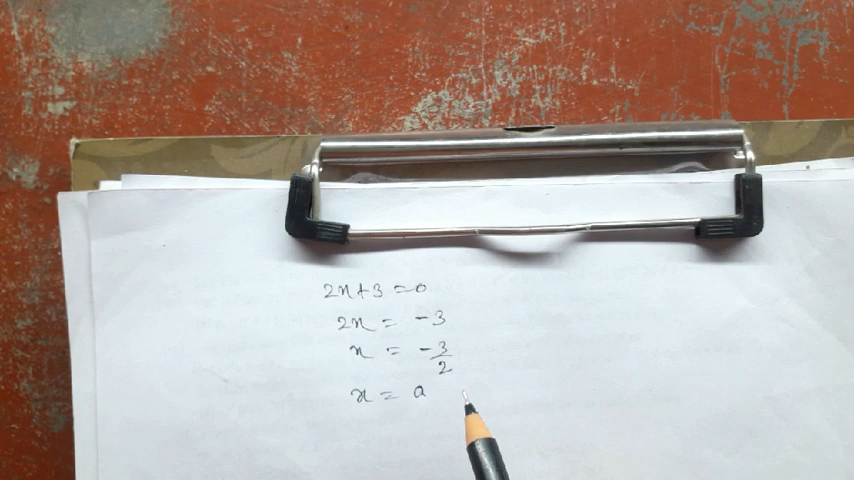 2x+3=0
2x = -3
x = -3/2
x = a